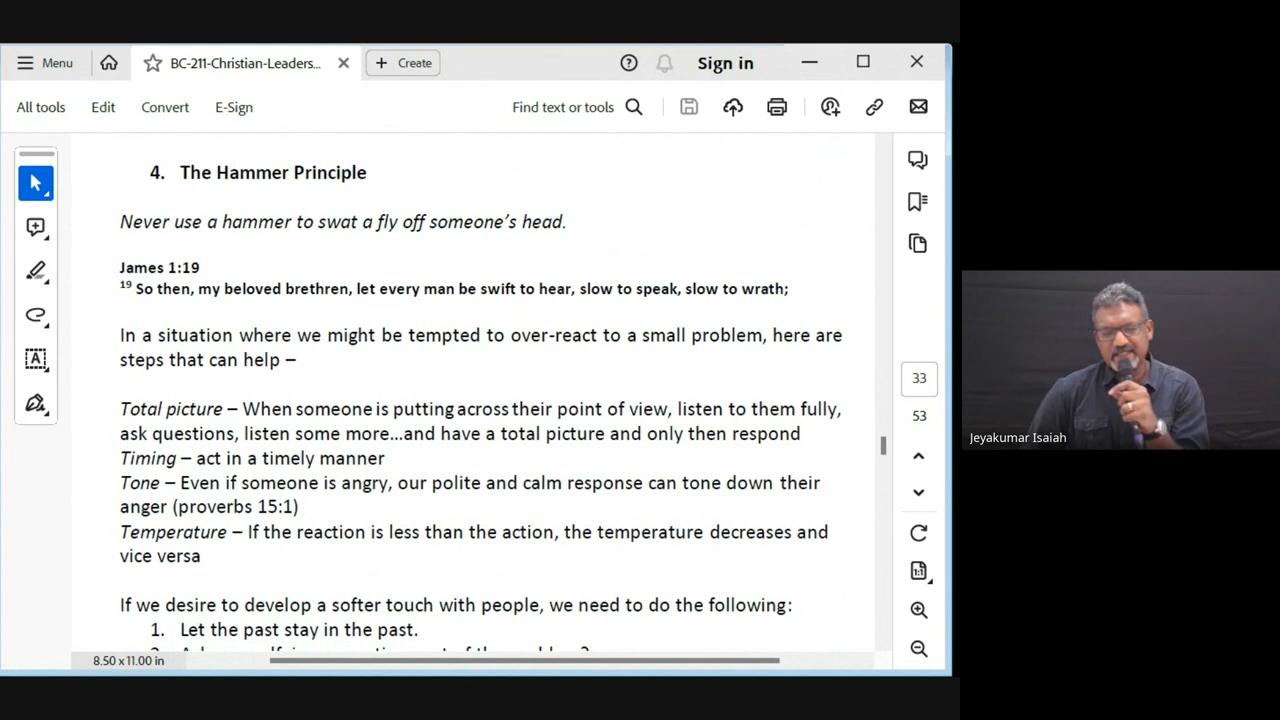 Menu
BC-211-Christian-Leaders...
Create
Sign in
All tools
Edit
Convert
E-Sign
Find text or tools
4. The Hammer Principle
Never use a hammer to swat a fly off someone's head.
James 1:19
19 So then, my beloved brethren, let every man be swift to hear, slow to speak, slow to wrath;
In a situation where we might be tempted to over-react to a small problem, here are
steps that can help –
Total picture – When someone is putting across their point of view, listen to them fully,
ask questions, listen some more...and have a total picture and only then respond
Timing – act in a timely manner
Tone – Even if someone is angry, our polite and calm response can tone down their
anger (proverbs 15:1)
Temperature – If the reaction is less than the action, the temperature decreases and
vice versa
If we desire to develop a softer touch with people, we need to do the following:
1. Let the past stay in the past.
8.50 x 11.00 in
33
53
1:1
Jeyakumar Isaiah